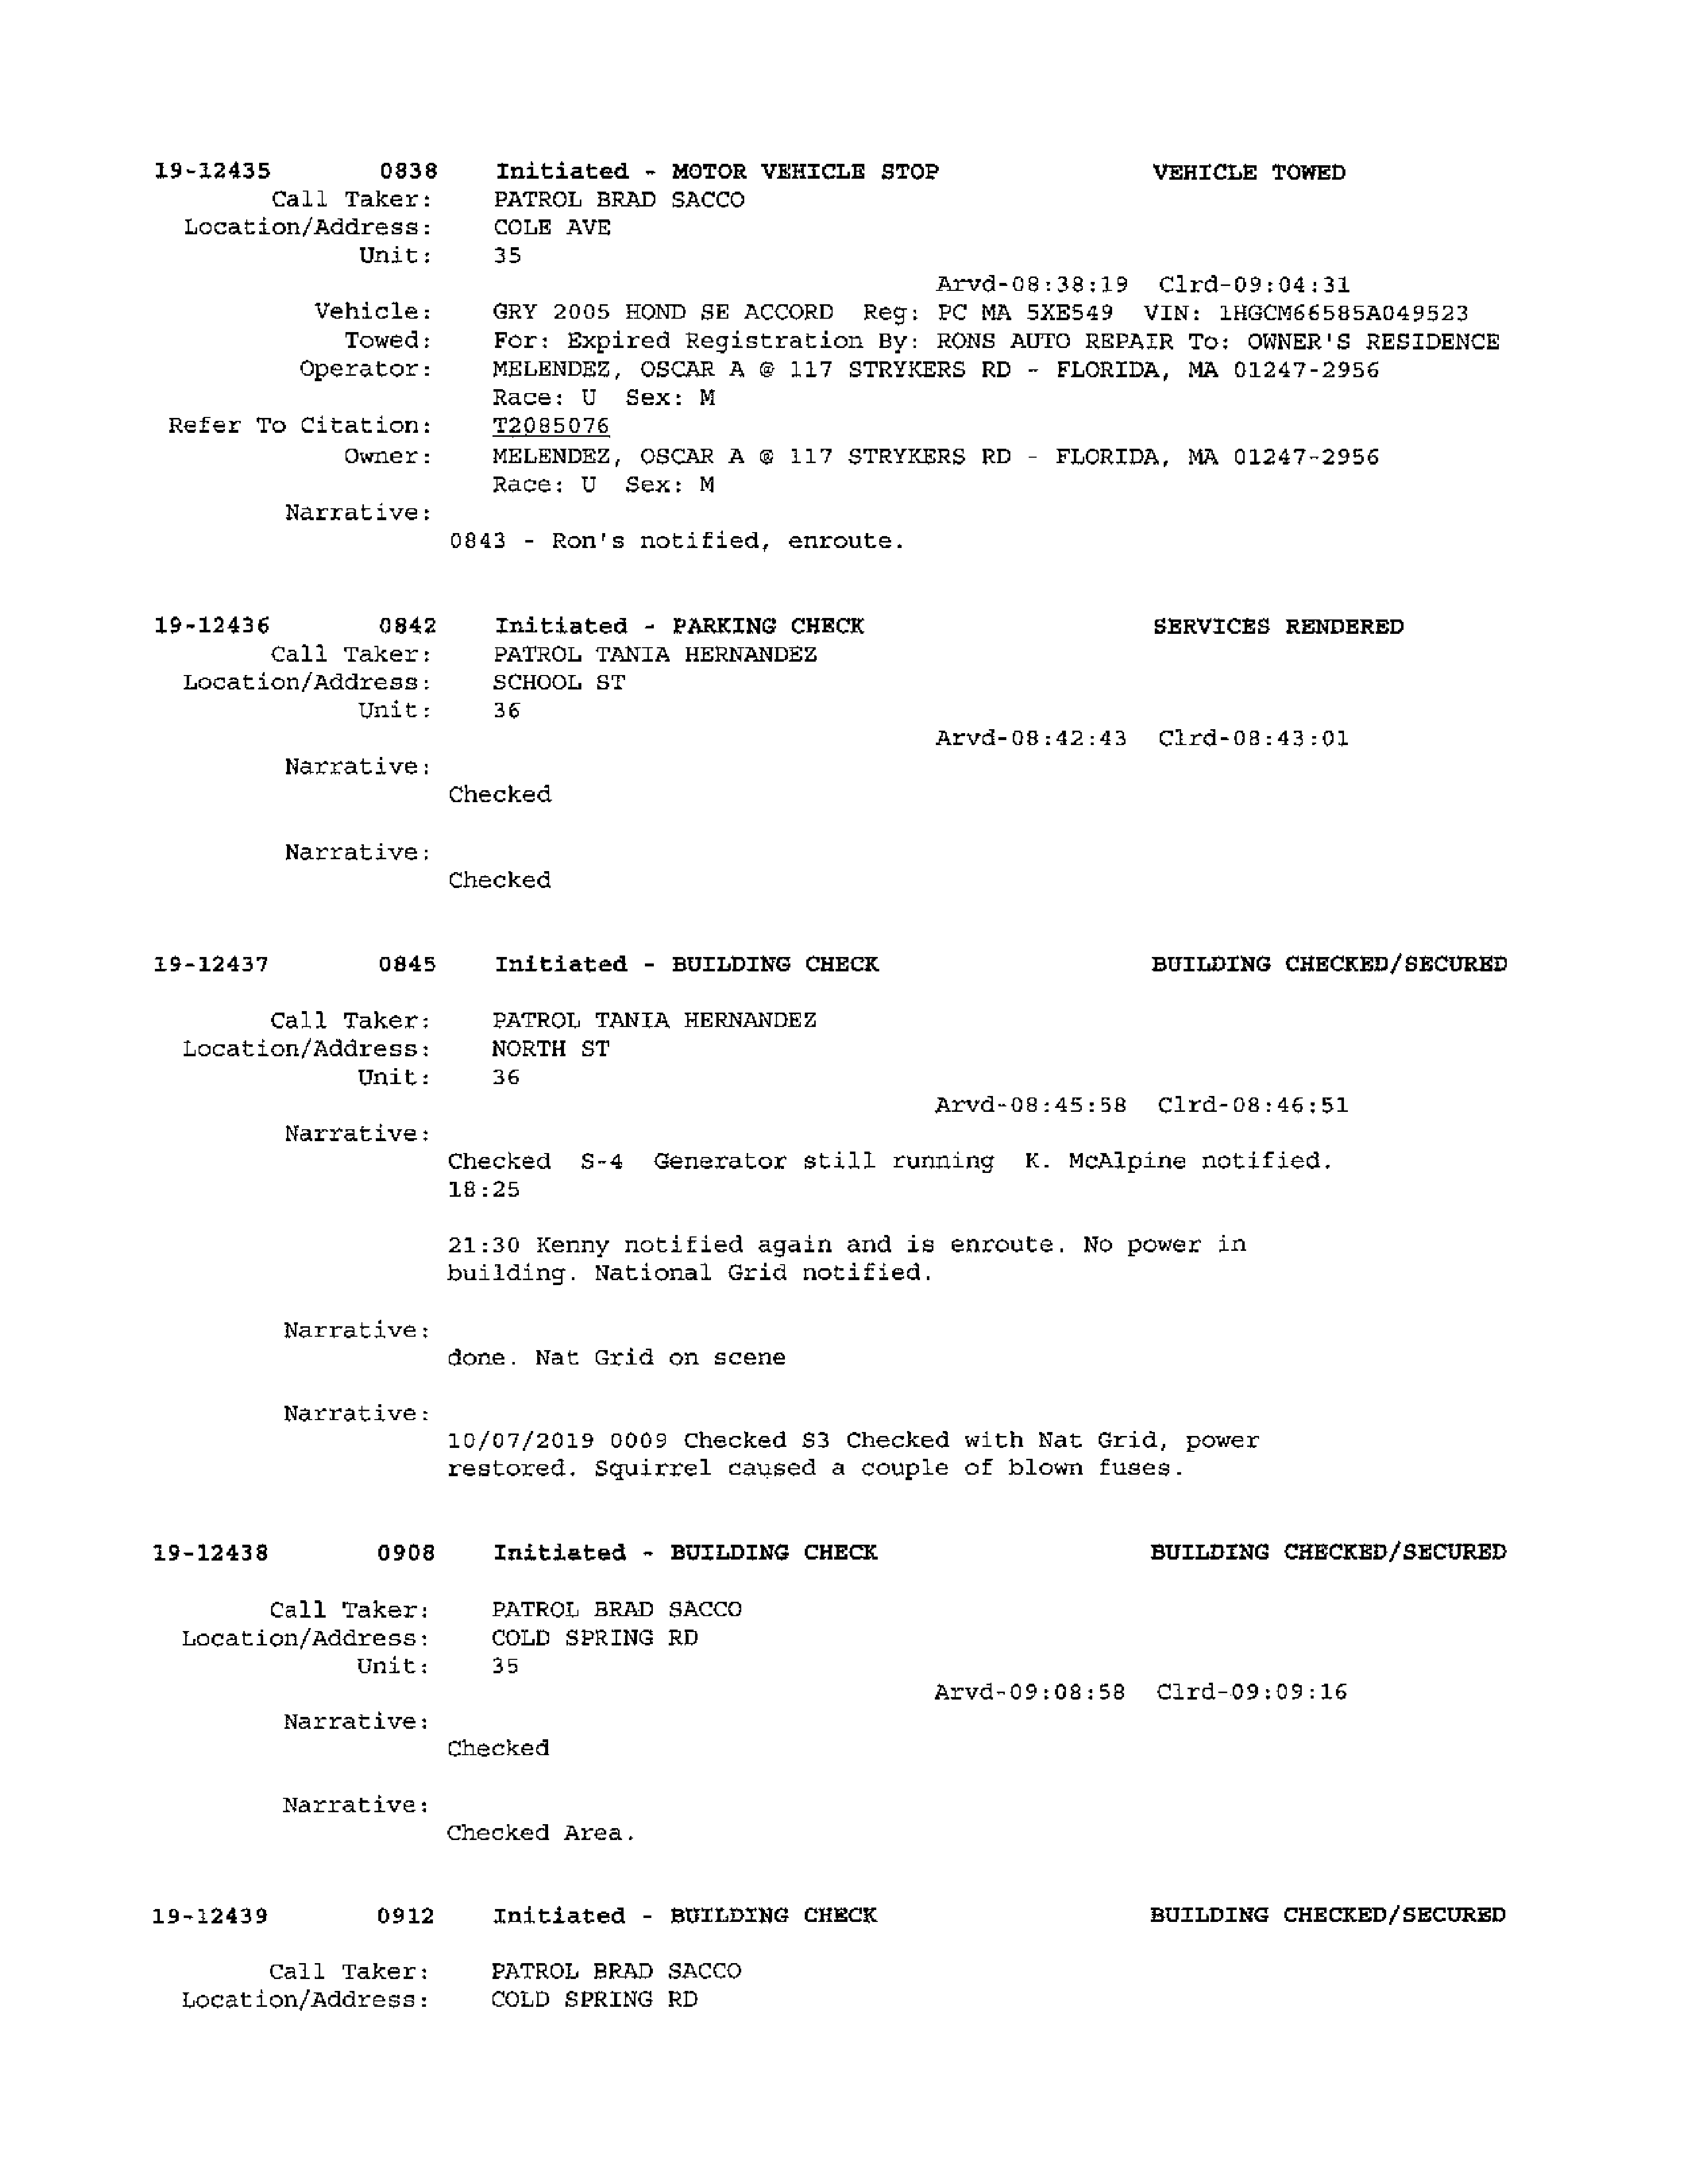 19-12435 0838 Initiated - MOTOR VEHICLE STOP VEHICLE TOWED
Call Taker: PATROL BRAD SACCO
Location/Address: COLE AVE
Unit: 35
Arvd-08:38:19 Clrd-09:04:31
Vehicle: GRY 2005 HOND SE ACCORD Reg: PC MA 5XE549 VIN: 1HGCM66585A049523
Towed: For: Expired Registration By: RONS AUTO REPAIR To: OWNER'S RESIDENCE
Operator: MELENDEZ, OSCAR A @ 117 STRYKERS RD - FLORIDA, MA 01247-2956
Race: U Sex: M
Refer To Citation: T2085076
Owner: MELENDEZ, OSCAR A @ 117 STRYKERS RD - FLORIDA, MA 01247-2956
Race: U Sex: M
Narrative:
0843 - Ron's notified, enroute.
19-12436 0842 Initiated - PARKING CHECK SERVICES RENDERED
Call Taker: PATROL TANIA HERNANDEZ
Location/Address: SCHOOL ST
Unit: 36
Arvd-08:42:43 Clrd-08:43:01
Narrative:
Checked
Narrative:
Checked
19-12437 0845 Initiated - BUILDING CHECK BUILDING CHECKED/SECURED
Call Taker: PATROL TANIA HERNANDEZ
Location/Address: NORTH ST
Unit: 36
Arvd-08:45:58 Clrd-08:46:51
Narrative:
Checked S-4 Generator still running K. McAlpine notified.
18:25
21:30 Kenny notified again and is enroute. No power in
building. National Grid notified.
Narrative:
done. Nat Grid on scene
Narrative:
10/07/2019 0009 Checked S3 Checked with Nat Grid, power
restored. Squirrel caused a couple of blown fuses.
19-12438 0908 Initiated - BUILDING CHECK BUILDING CHECKED/SECURED
Call Taker: PATROL BRAD SACCO
Location/Address: COLD SPRING RD
Unit: 35
Arvd-09:08:58 Clrd-09:09:16
Narrative:
Checked
Narrative:
Checked Area.
19-12439 0912 Initiated - BUILDING CHECK BUILDING CHECKED/SECURED
Call Taker: PATROL BRAD SACCO
Location/Address: COLD SPRING RD